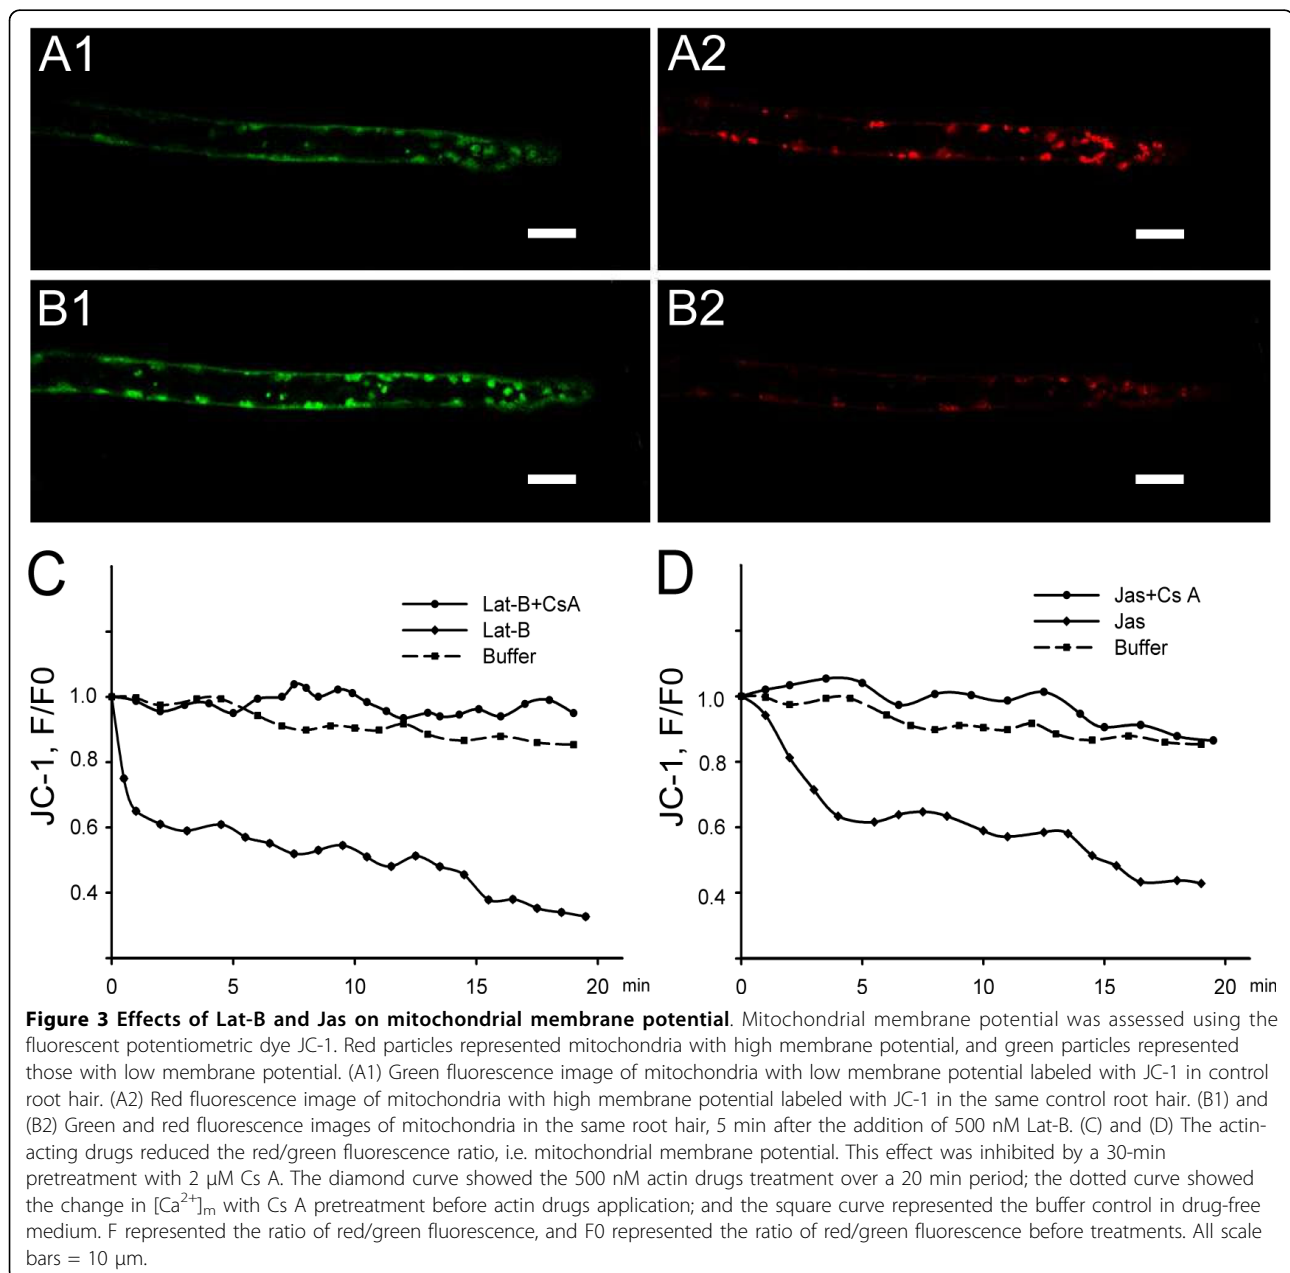 A1
A2
B1
B2
C
Lat-B+CsA
Lat-B
Buffer
JC-1, F/F0
1.0
0.8
0.6
0.4
0 5 10 15 20 min
D
Jas+Cs A
Jas
Buffer
JC-1, F/F0
1.0
0.8
0.6
0.4
0 5 10 15 20 min
Figure 3 Effects of Lat-B and Jas on mitochondrial membrane potential. Mitochondrial membrane potential was assessed using the
fluorescent potentiometric dye JC-1. Red particles represented mitochondria with high membrane potential, and green particles represented
those with low membrane potential. (A1) Green fluorescence image of mitochondria with low membrane potential labeled with JC-1 in control
root hair. (A2) Red fluorescence image of mitochondria with high membrane potential labeled with JC-1 in the same control root hair. (B1) and
(B2) Green and red fluorescence images of mitochondria in the same root hair, 5 min after the addition of 500 nM Lat-B. (C) and (D) The actin-
acting drugs reduced the red/green fluorescence ratio, i.e. mitochondrial membrane potential. This effect was inhibited by a 30-min
pretreatment with 2 μM Cs A. The diamond curve showed the 500 nM actin drugs treatment over a 20 min period; the dotted curve showed
the change in [Ca²⁺]ₘ with Cs A pretreatment before actin drugs application; and the square curve represented the buffer control in drug-free
medium. F represented the ratio of red/green fluorescence, and F0 represented the ratio of red/green fluorescence before treatments. All scale
bars = 10 μm.